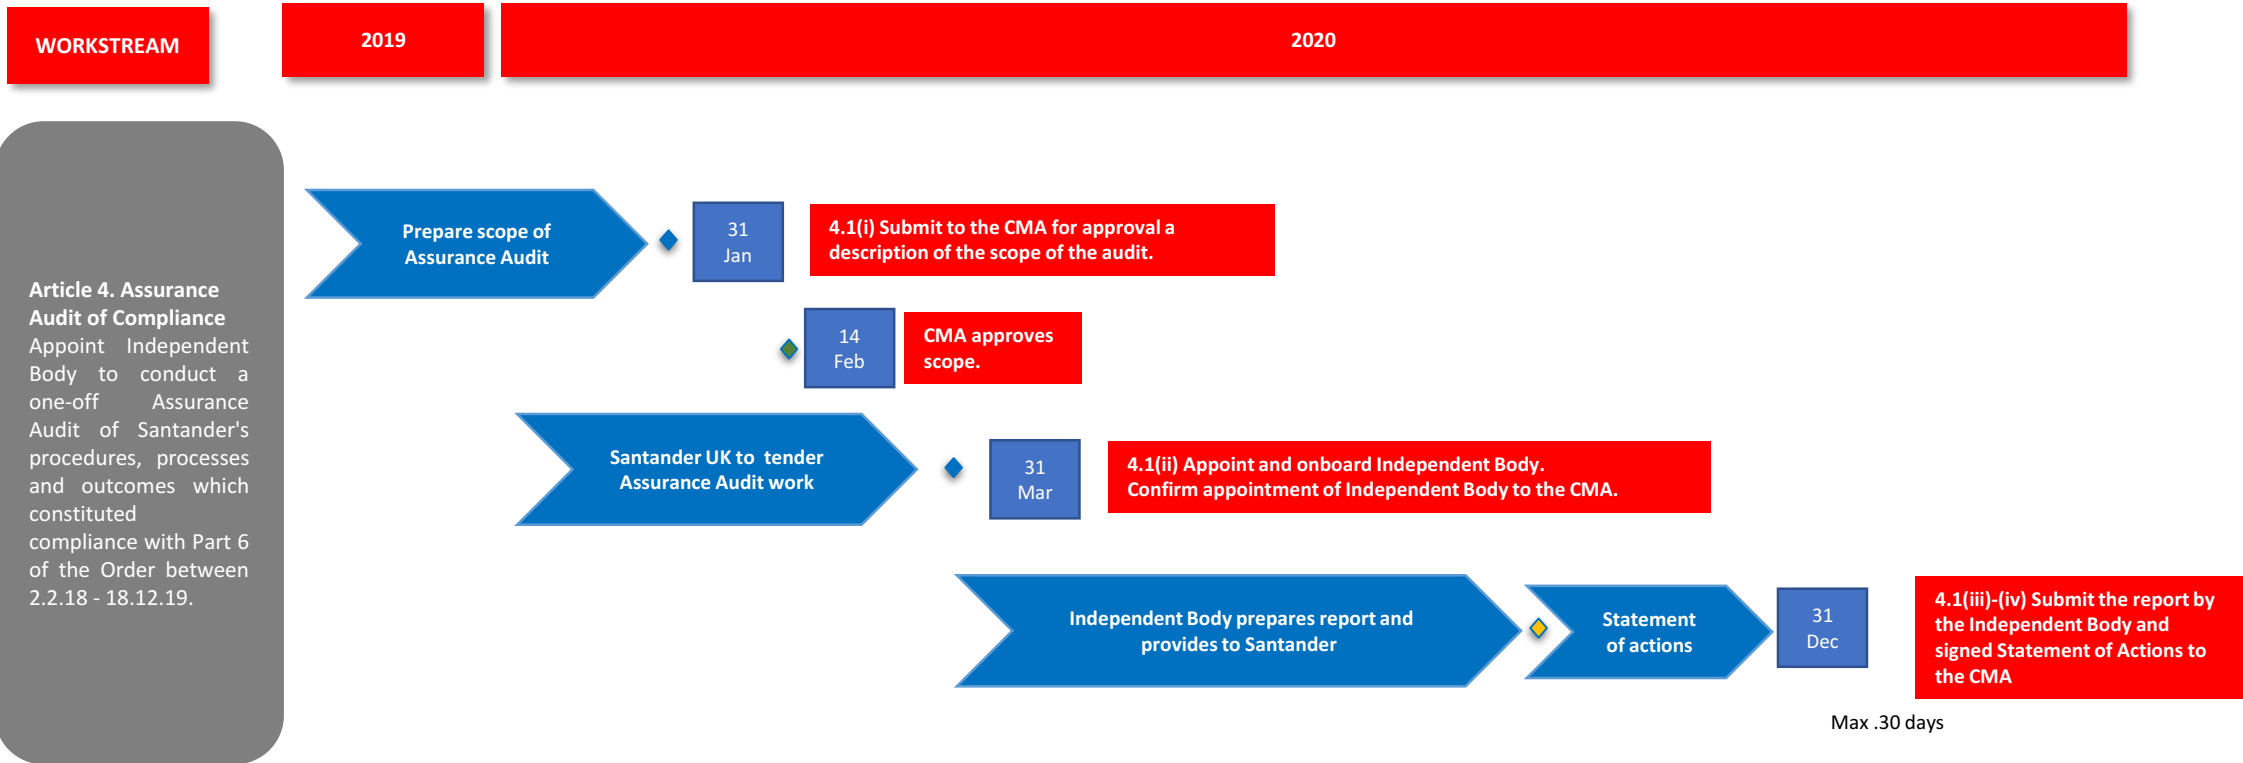 WORKSTREAM
2019
2020
Article 4. Assurance
Audit of Compliance
Appoint Independent
Body to conduct a
one-off Assurance
Audit of Santander's
procedures, processes
and outcomes which
constituted
compliance with Part 6
of the Order between
2.2.18 - 18.12.19.
Prepare scope of
Assurance Audit
31
Jan
4.1(i) Submit to the CMA for approval a
description of the scope of the audit.
14
Feb
CMA approves
scope.
Santander UK to tender
Assurance Audit work
31
Mar
4.1(ii) Appoint and onboard Independent Body.
Confirm appointment of Independent Body to the CMA.
Independent Body prepares report and
provides to Santander
Statement
of actions
31
Dec
4.1(iii)-(iv) Submit the report by
the Independent Body and
signed Statement of Actions to
the CMA
Max .30 days